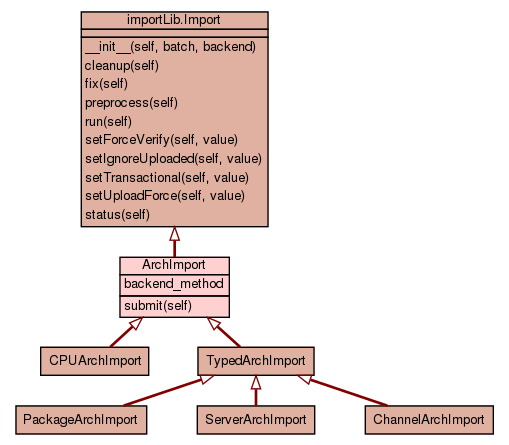 importLib.Import
__init__(self, batch, backend)
cleanup(self)
fix(self)
preprocess(self)
run(self)
setForceVerify(self, value)
setIgnoreUploaded(self, value)
setTransactional(self, value)
setUploadForce(self, value)
status(self)
ArchImport
backend_method
submit(self)
CPUArchImport
TypedArchImport
PackageArchImport
ServerArchImport
ChannelArchImport